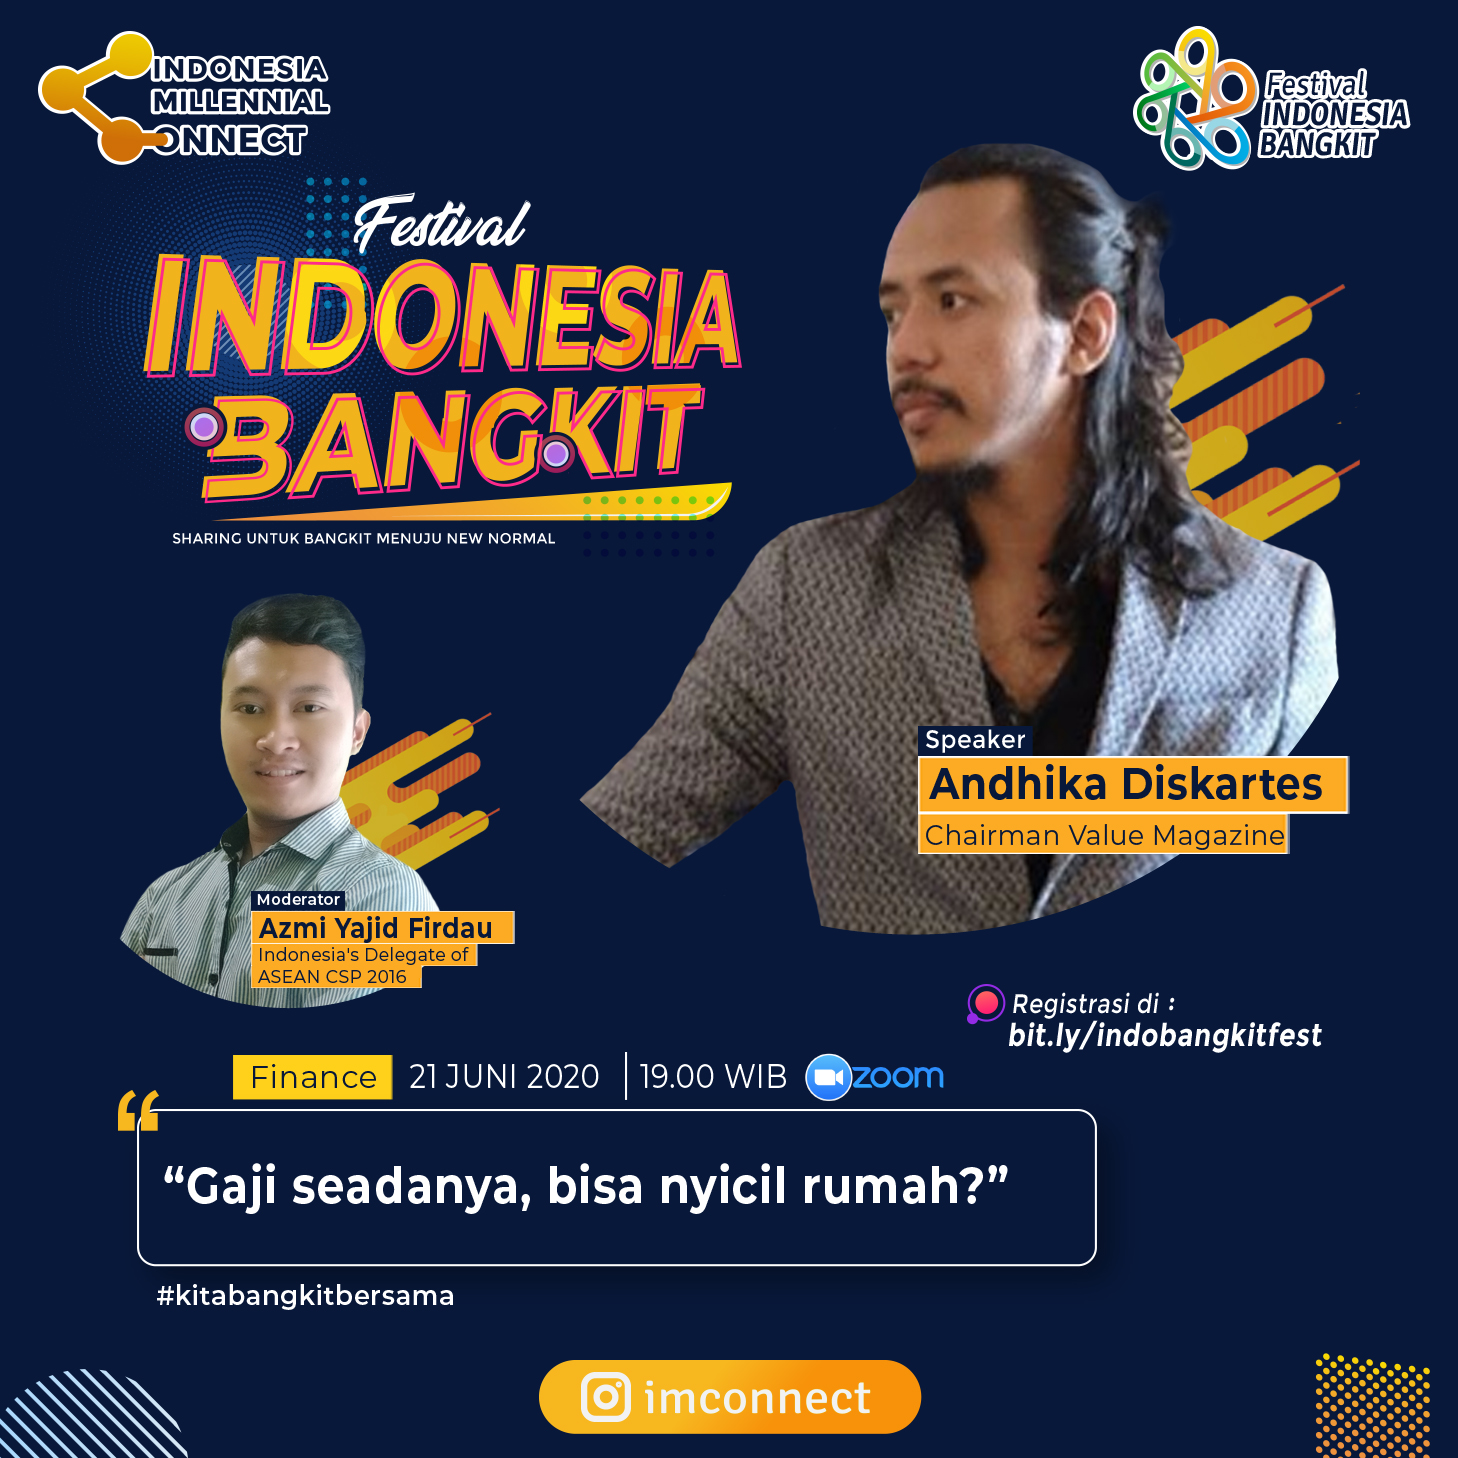 INDONESIA
MILLENNIAL
CONNECT
Festival
INDONESIA
BANGKIT
Festival
INDONESIA
BANGKIT
SHARING UNTUK BANGKIT MENUJU NEW NORMAL
Speaker
Andhika Diskartes
Chairman Value Magazine
Moderator
Azmi Yajid Firdau
Indonesia's Delegate of
ASEAN CSP 2016
Registrasi di :
bit.ly/indobangkitfest
Finance 21 JUNI 2020 | 19.00 WIB zoom
“Gaji seadanya, bisa nyicil rumah?”
#kitabangkitbersama
imconnect